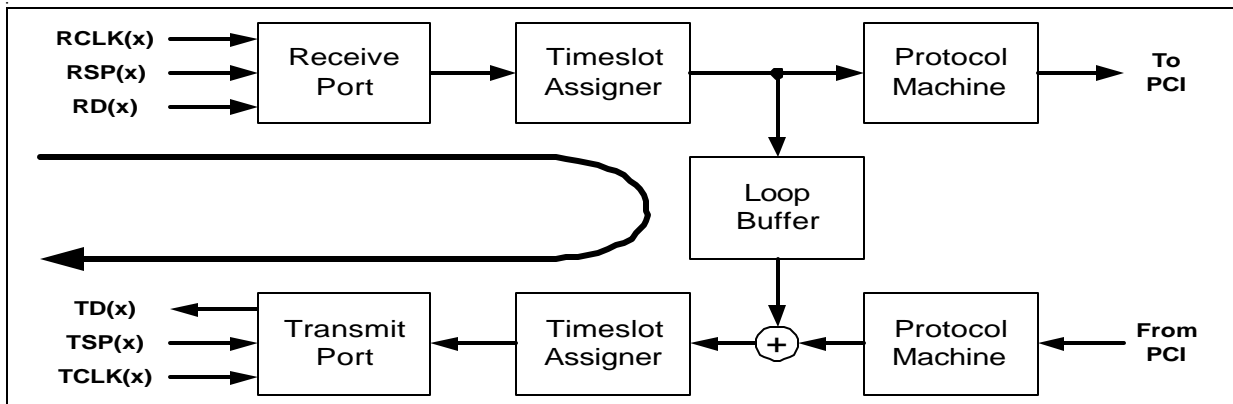 RCLK(x)
RSP(x)
RD(x)
Receive
Port
Timeslot
Assigner
Protocol
Machine
To
PCI
Loop
Buffer
TD(x)
TSP(x)
TCLK(x)
Transmit
Port
Timeslot
Assigner
+
Protocol
Machine
From
PCI